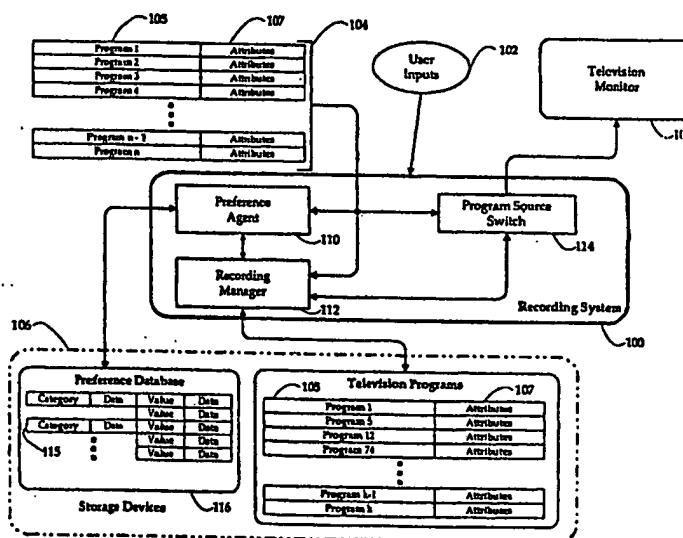 105
107
104
Program 1 Attributes
Program 2 Attributes
Program 3 Attributes
Program 4 Attributes
Program n - 1 Attributes
Program n Attributes
User
Inputs
102
Television
Monitor
Preference
Agent
110
Program Source
Switch
114
Recording
Manager
112
Recording System
100
106
Preference Database
Category Data Value Data
Value Data
Category Data Value Data
Value Data
Value Data
115
116
Storage Devices
Television Programs
105
107
Program 1 Attributes
Program 5 Attributes
Program 12 Attributes
Program 74 Attributes
Program k-1 Attributes
Program k Attributes